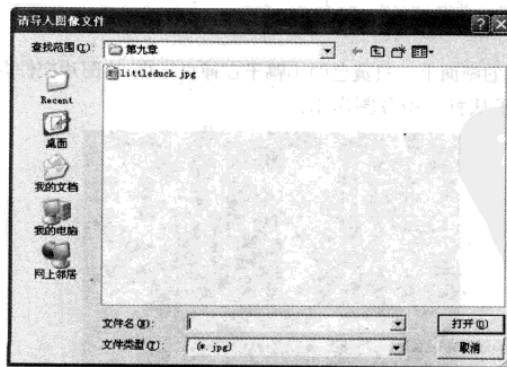 请导入图像文件
查找范围(I):
第九章
littleduck.jpg
Recent
桌面
我的文档
我的电脑
网上邻居
文件名(N):
打开(O)
文件类型(T):
(*.jpg)
取消